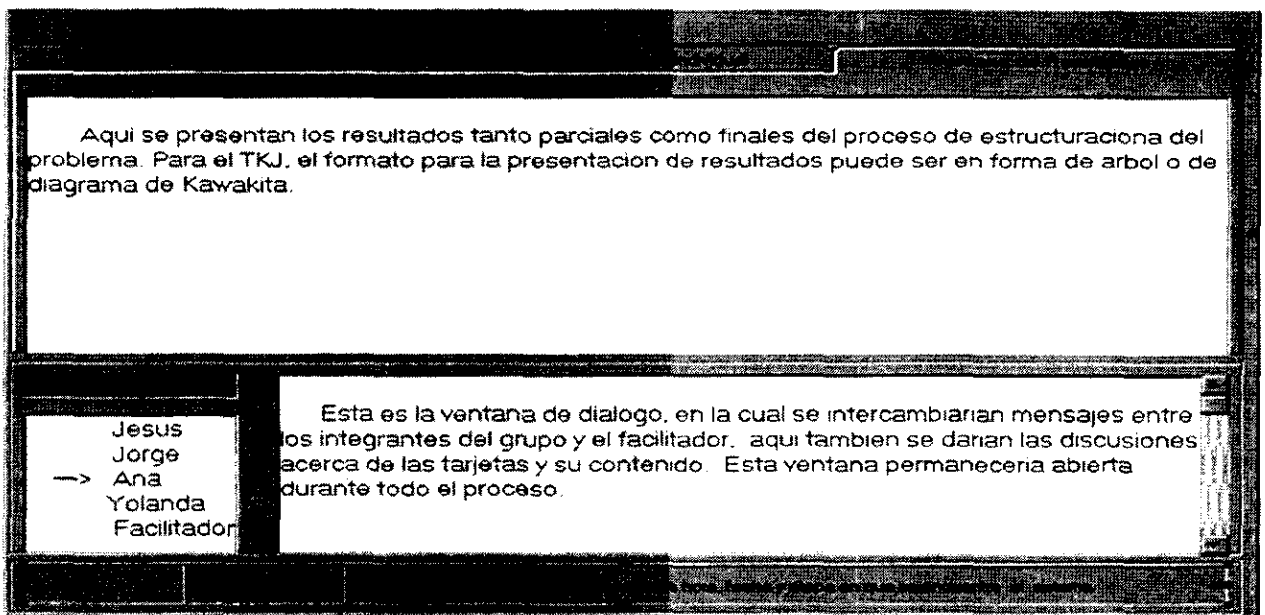 Aqui se presentan los resultados tanto parciales como finales del proceso de estructuraciona del
problema. Para el TKJ, el formato para la presentacion de resultados puede ser en forma de arbol o de
diagrama de Kawakita.
Jesus
Jorge
—> Ana
Yolanda
Facilitador
Esta es la ventana de dialogo, en la cual se intercambiarian mensajes entre
los integrantes del grupo y el facilitador, aqui tambien se darian las discusiones
acerca de las tarjetas y su contenido. Esta ventana permaneceria abierta
durante todo el proceso.